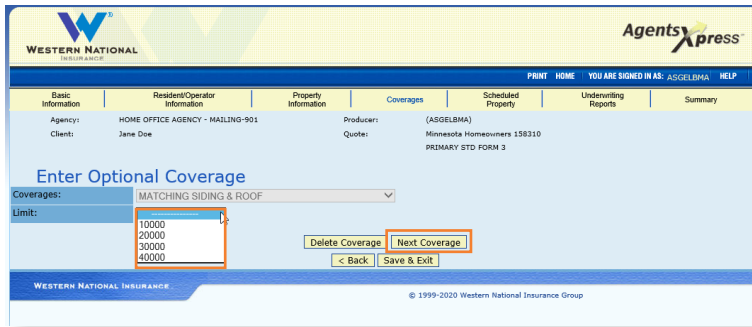 WESTERN NATIONAL
INSURANCE
AgentsXpress
PRINT HOME YOU ARE SIGNED IN AS: ASGELBMA HELP
Basic Information Resident/Operator Information Property Information Coverages Scheduled Property Underwriting Reports Summary
Agency: HOME OFFICE AGENCY - MAILING-901 Producer: (ASGELBMA)
Client: Jane Doe Quote: Minnesota Homeowners 158310
PRIMARY STD FORM 3
Enter Optional Coverage
Coverages: MATCHING SIDING & ROOF
Limit: ----------------
10000
20000
30000
40000
Delete Coverage Next Coverage
< Back Save & Exit
WESTERN NATIONAL INSURANCE.
© 1999-2020 Western National Insurance Group